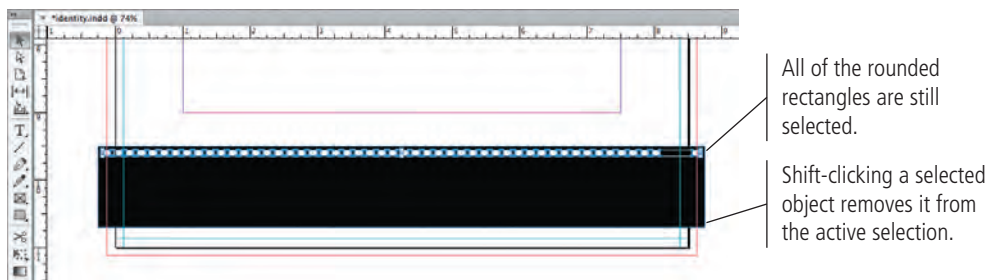 *identity.indd @ 74%
All of the rounded
rectangles are still
selected.
Shift-clicking a selected
object removes it from
the active selection.